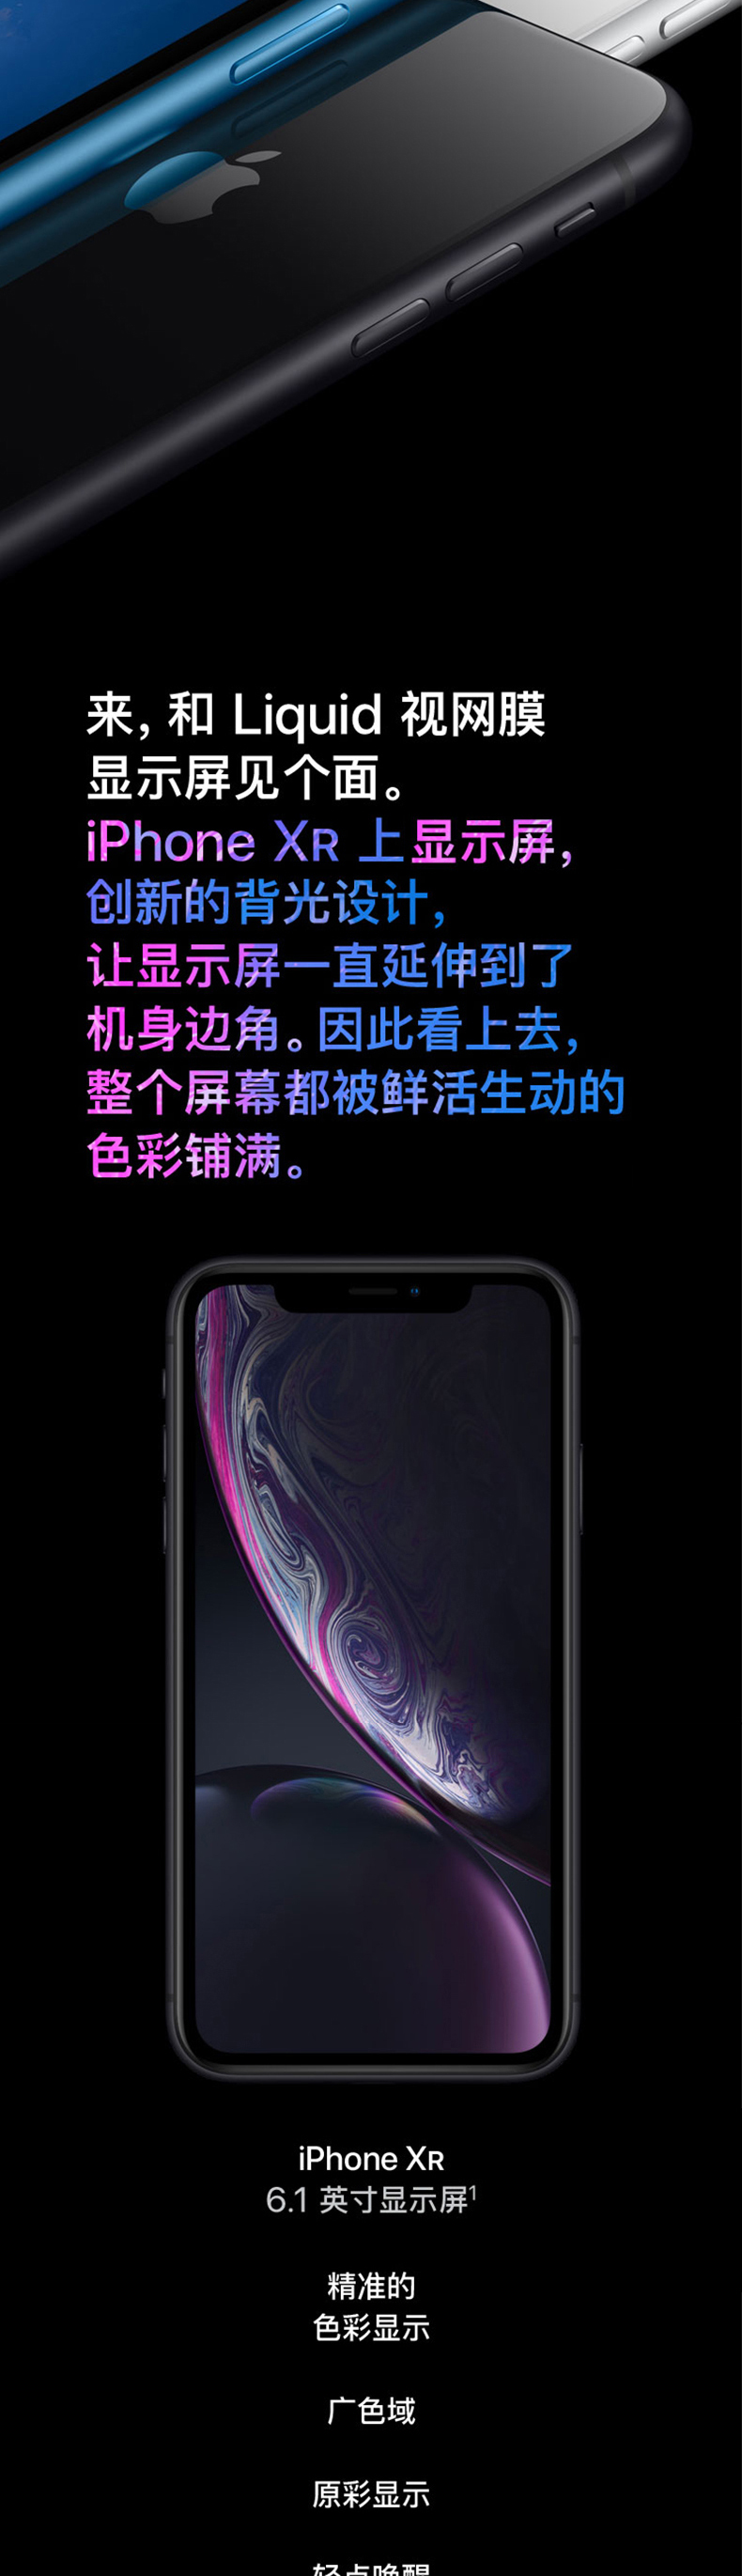 来，和 Liquid 视网膜
显示屏见个面。
iPhone XR 上显示屏，
创新的背光设计，
让显示屏一直延伸到了
机身边角。因此看上去，
整个屏幕都被鲜活生动的
色彩铺满。
iPhone XR
6.1 英寸显示屏¹
精准的
色彩显示
广色域
原彩显示
轻点唤醒